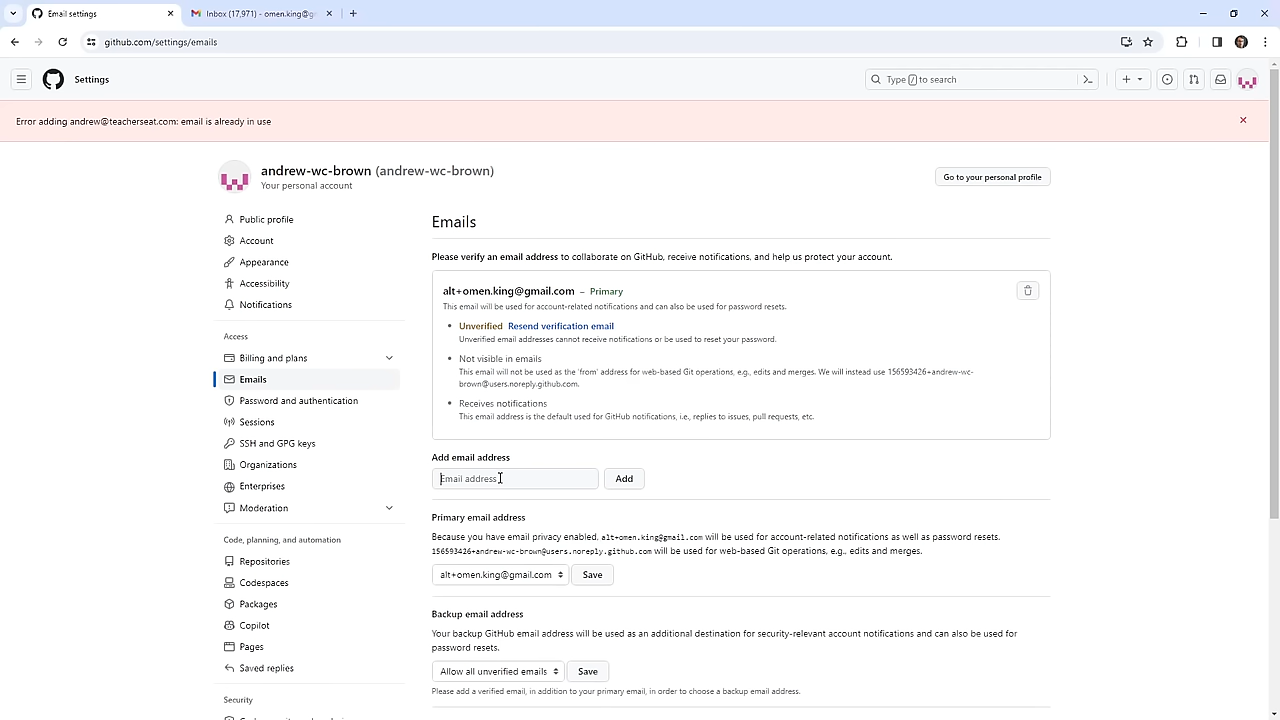 Email settings
Inbox (17,971) - omen.king@g
github.com/settings/emails
Settings
Type / to search
Error adding andrew@teacherseat.com: email is already in use
andrew-wc-brown (andrew-wc-brown)
Your personal account
Go to your personal profile
Public profile
Account
Appearance
Accessibility
Notifications
Access
Billing and plans
Emails
Password and authentication
Sessions
SSH and GPG keys
Organizations
Enterprises
Moderation
Code, planning, and automation
Repositories
Codespaces
Packages
Copilot
Pages
Saved replies
Security
Emails
Please verify an email address to collaborate on GitHub, receive notifications, and help us protect your account.
alt+omen.king@gmail.com – Primary
This email will be used for account-related notifications and can also be used for password resets.
Unverified Resend verification email
Unverified email addresses cannot receive notifications or be used to reset your password.
Not visible in emails
This email will not be used as the 'from' address for web-based Git operations, e.g., edits and merges. We will instead use 156593426+andrew-wc-
brown@users.noreply.github.com.
Receives notifications
This email address is the default used for GitHub notifications, i.e., replies to issues, pull requests, etc.
Add email address
Email address
Add
Primary email address
Because you have email privacy enabled, alt+omen.king@gmail.com will be used for account-related notifications as well as password resets.
156593426+andrew-wc-brown@users.noreply.github.com will be used for web-based Git operations, e.g., edits and merges.
alt+omen.king@gmail.com
Save
Backup email address
Your backup GitHub email address will be used as an additional destination for security-relevant account notifications and can also be used for
password resets.
Allow all unverified emails
Save
Please add a verified email, in addition to your primary email, in order to choose a backup email address.